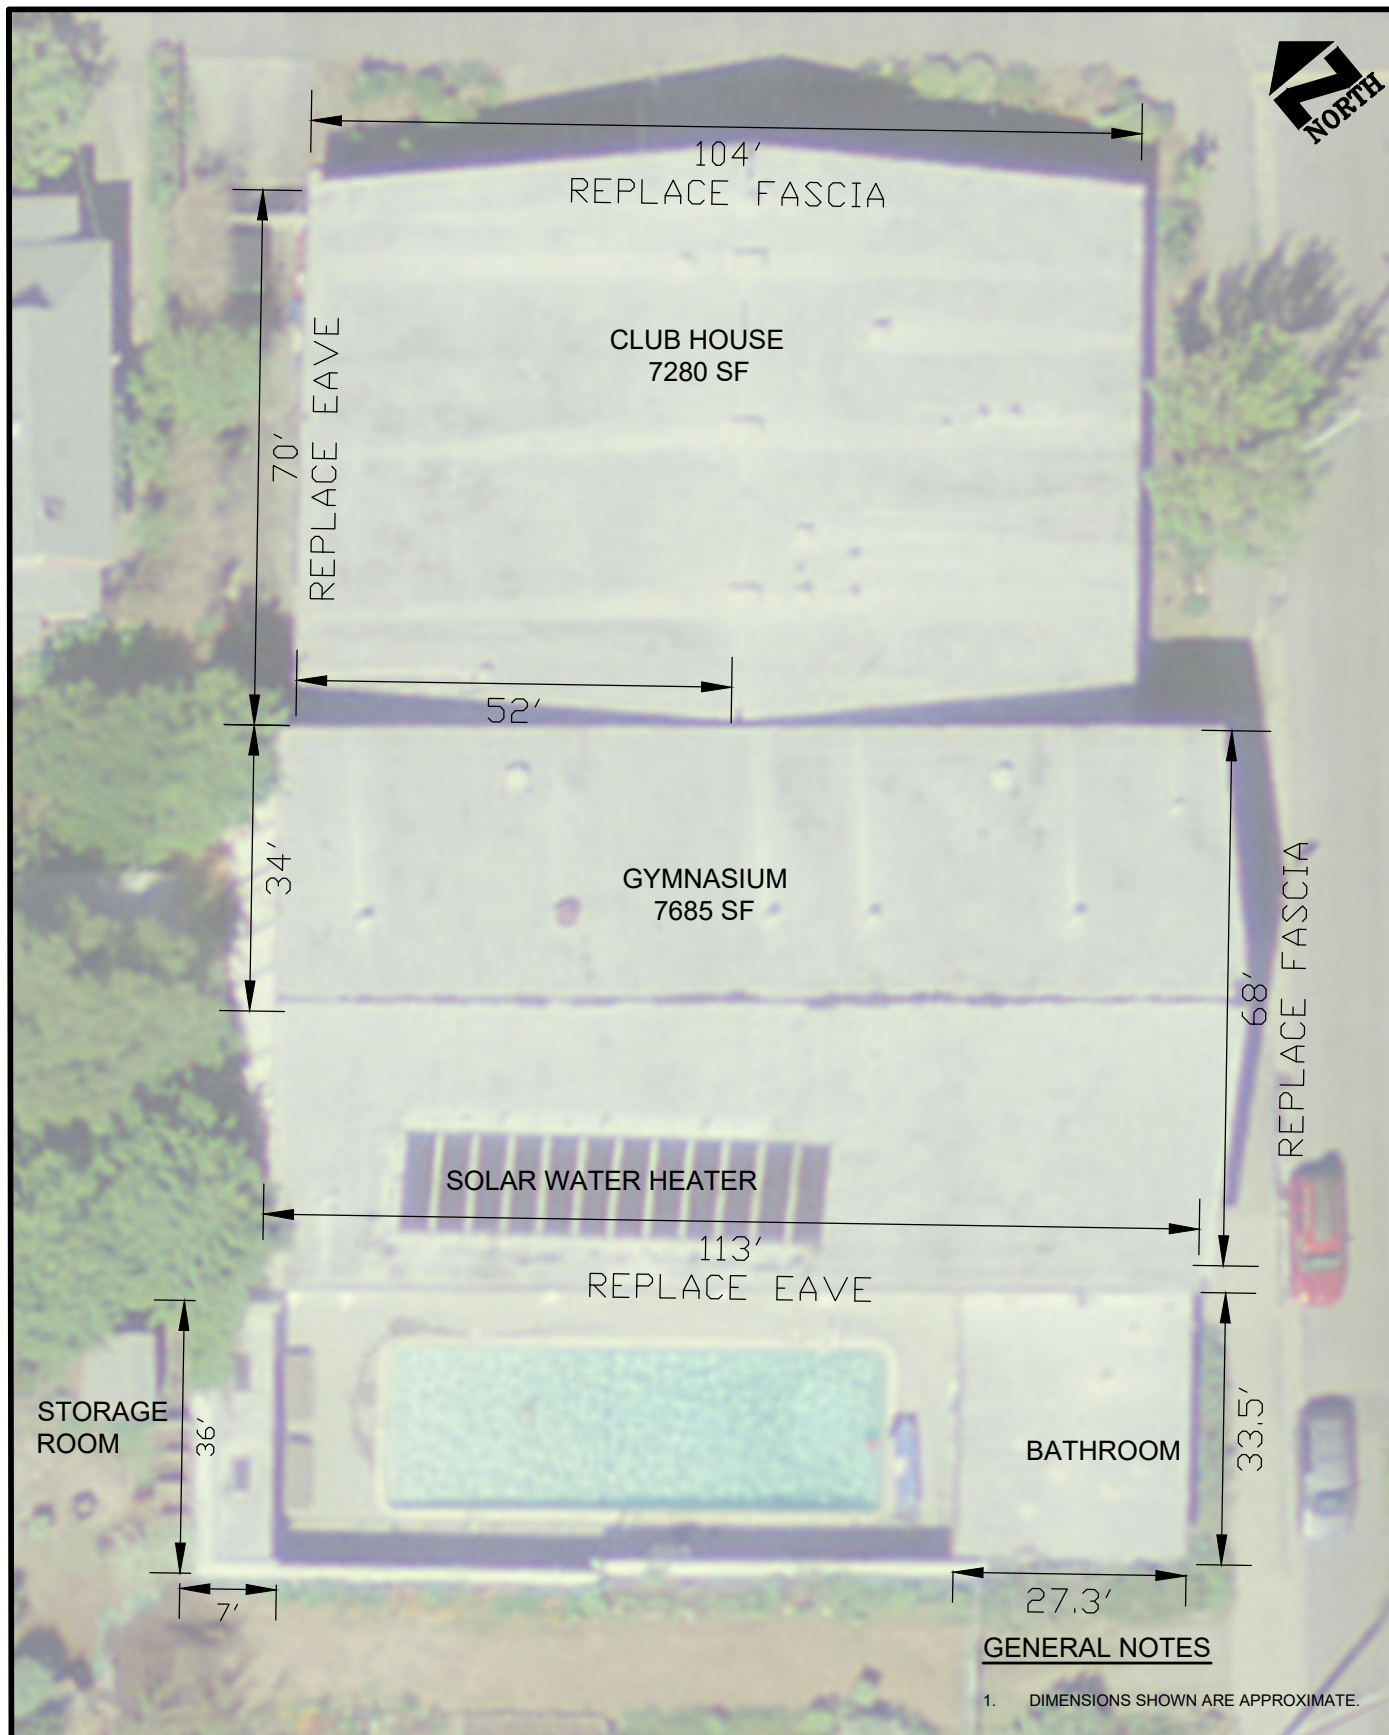 NORTH
104'
REPLACE FASCIA
CLUB HOUSE
7280 SF
70'
REPLACE EAVE
52'
34'
GYMNASIUM
7685 SF
68'
REPLACE FASCIA
SOLAR WATER HEATER
113'
REPLACE EAVE
STORAGE
ROOM
36'
BATHROOM
33.5'
7'
27.3'
GENERAL NOTES
1. DIMENSIONS SHOWN ARE APPROXIMATE.